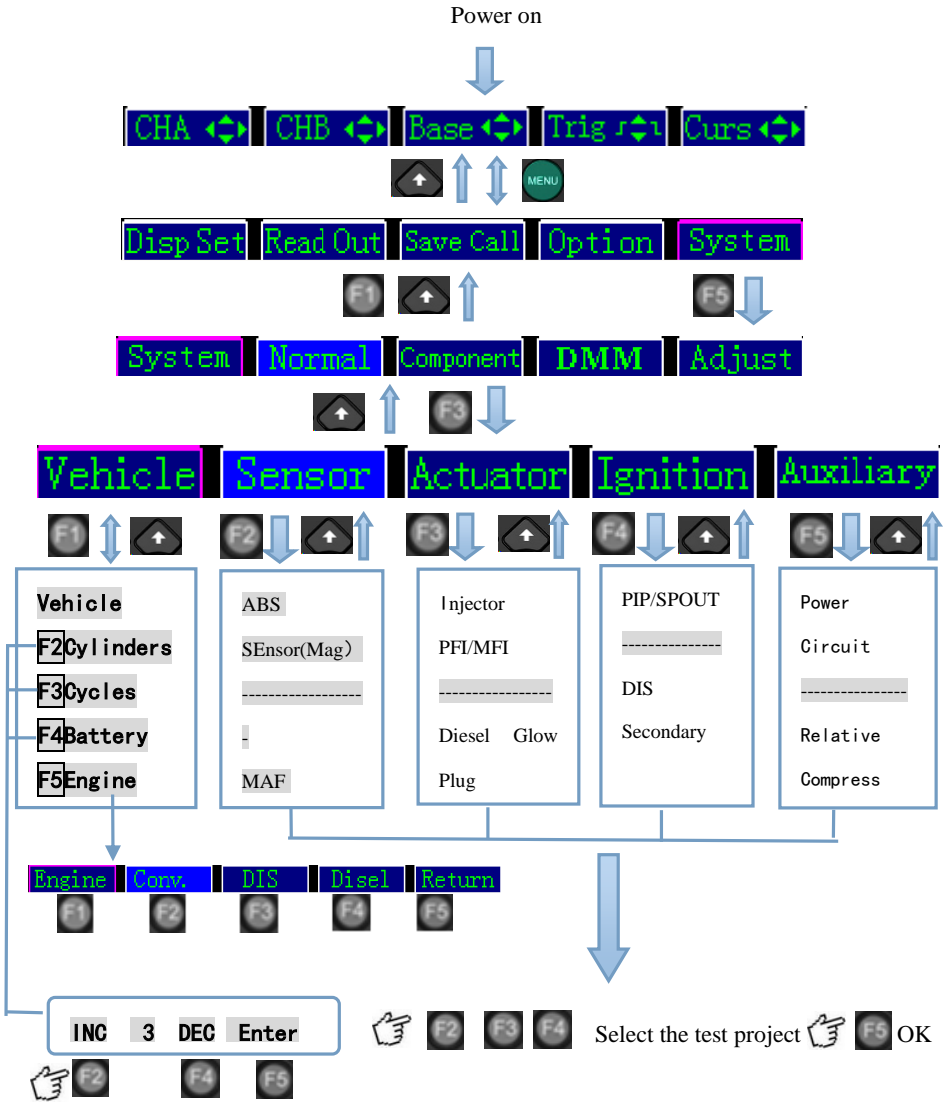 Power on
CHA CHB Base Trig Curs
MENU
Disp Set Read Out Save Call Option System
F1 F5
System Normal Component DMM Adjust
F3
Vehicle Sensor Actuator Ignition Auxiliary
F1 F2 F3 F4 F5
Vehicle
F2Cylinders
F3Cycles
F4Battery
F5Engine
ABS
SEnsor(Mag）
------------------
-
MAF
Injector
PFI/MFI
----------------
Diesel Glow
Plug
PIP/SPOUT
---------------
DIS
Secondary
Power
Circuit
---------------
Relative
Compress
Engine Conv. DIS Disel Return
F1 F2 F3 F4 F5
INC 3 DEC Enter
F2 F4 F5
F2 F3 F4 Select the test project F5 OK